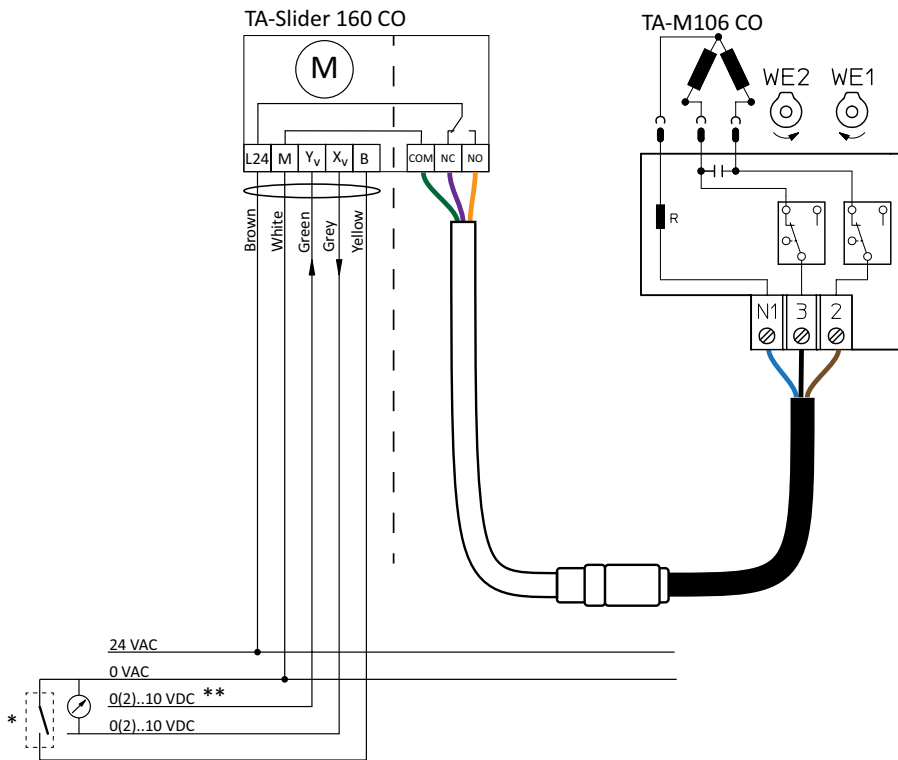 TA-Slider 160 CO
TA-M106 CO
M
WE2 WE1
L24 M Yv Xv B COM NC NO
Brown
White
Green
Grey
Yellow
R
N1 3 2
24 VAC
0 VAC
0(2)..10 VDC **
*
0(2)..10 VDC